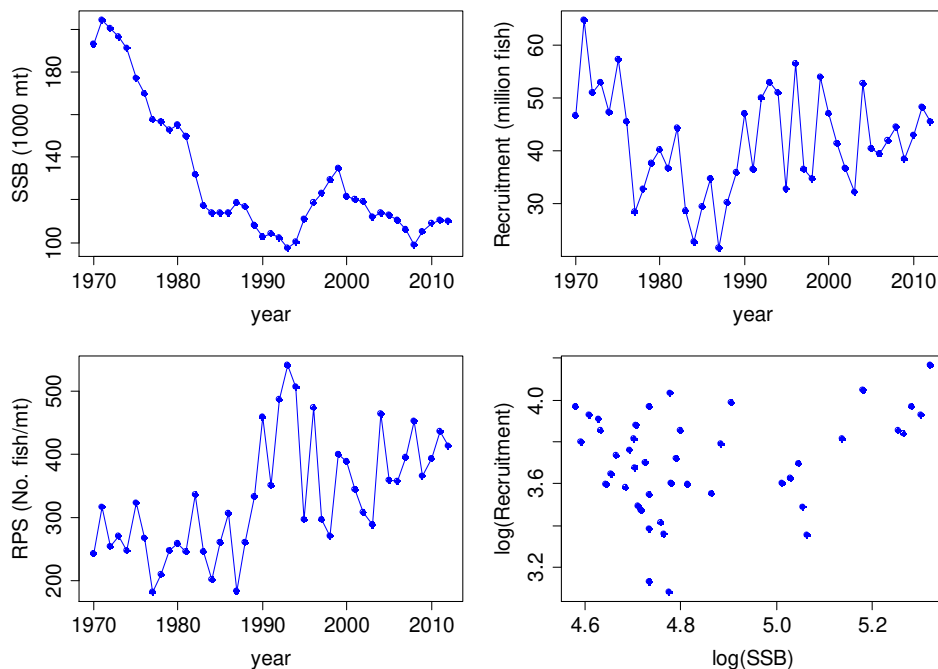 SSB (1000 mt)
100 140 180
1970 1980 1990 2000 2010
year
Recruitment (million fish)
30 40 50 60
1970 1980 1990 2000 2010
year
RPS (No. fish/mt)
200 300 400 500
1970 1980 1990 2000 2010
year
log(Recruitment)
3.2 3.6 4.0
4.6 4.8 5.0 5.2
log(SSB)